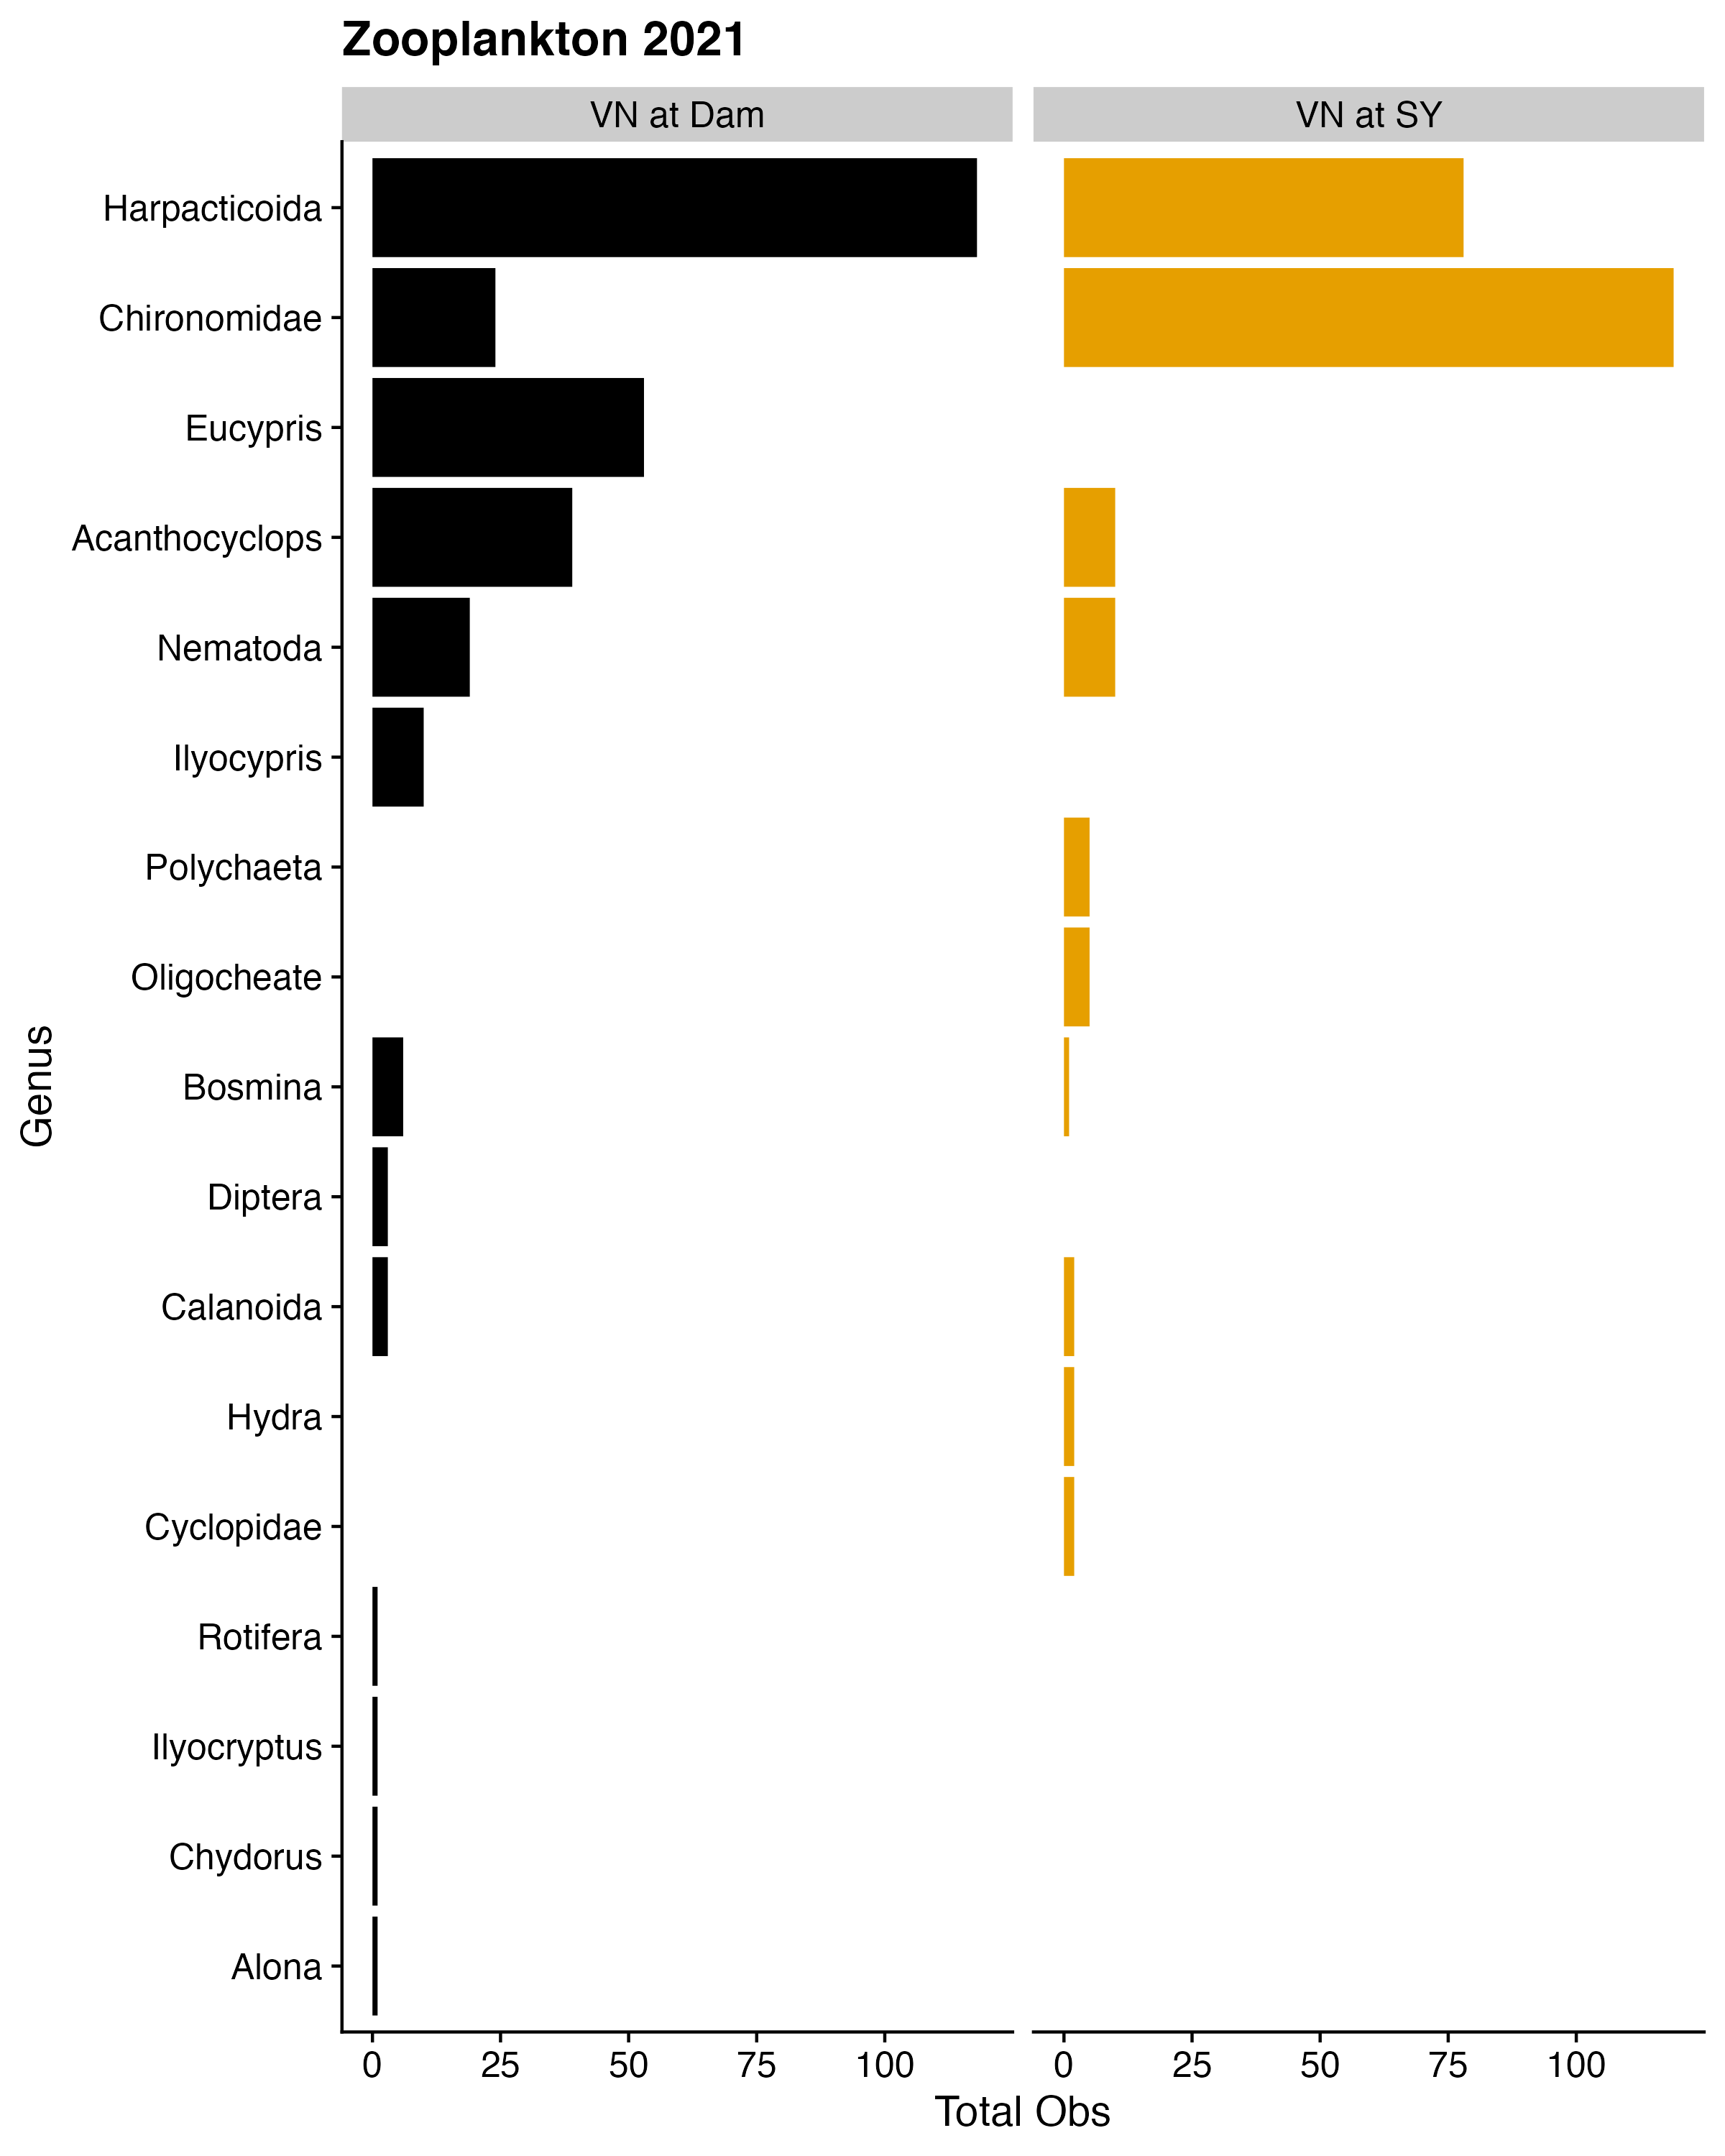 Zooplankton 2021
VN at Dam
VN at SY
Harpacticoida
Chironomidae
Eucypris
Acanthocyclops
Nematoda
Ilyocypris
Polychaeta
Oligocheate
Bosmina
Diptera
Calanoida
Hydra
Cyclopidae
Rotifera
Ilyocryptus
Chydorus
Alona
Genus
0 25 50 75 100
0 25 50 75 100
Total Obs